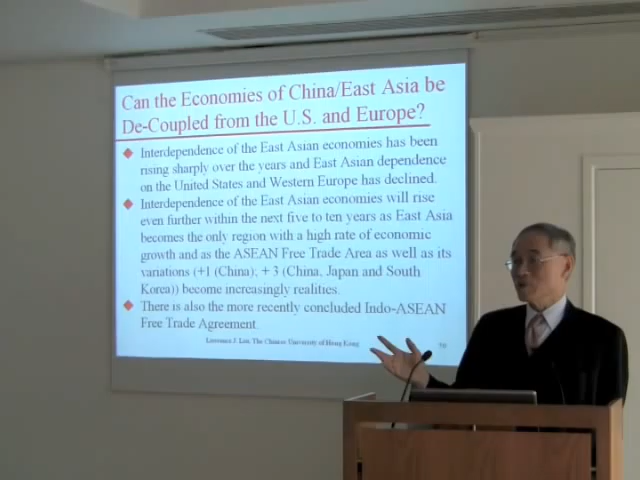 Can the Economies of China/East Asia be
De-Coupled from the U.S. and Europe?
Interdependence of the East Asian economies has been
rising sharply over the years and East Asian dependence
on the United States and Western Europe has declined.
Interdependence of the East Asian economies will rise
even further within the next five to ten years as East Asia
becomes the only region with a high rate of economic
growth and as the ASEAN Free Trade Area as well as its
variations (+1 (China); + 3 (China, Japan and South
Korea)) become increasingly realities.
There is also the more recently concluded Indo-ASEAN
Free Trade Agreement.
Lawrence J. Lau, The Chinese University of Hong Kong